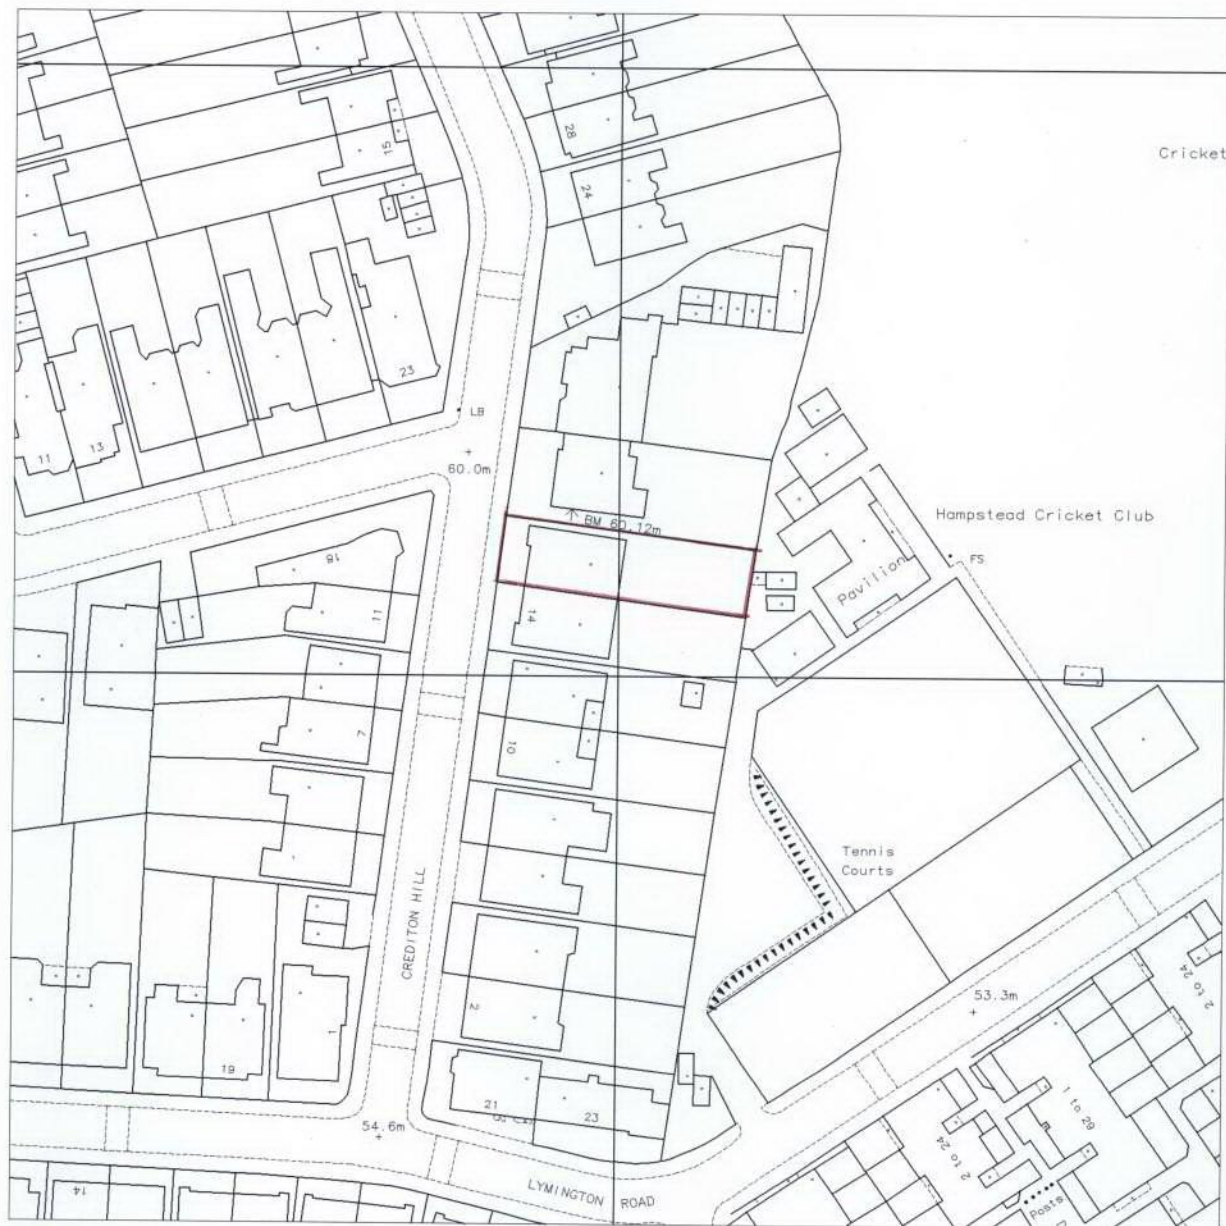 28
15
Cricket
24
23
LB
13
11
60.0m
BM 60.12m
Hampstead Cricket Club
FS
Pavilion
18
11
14
7
10
Tennis
Courts
CREDITON HILL
2
1
19
53.3m
2 to 24
21
23
54.6m
2 to 24
1 to 28
14
LYMINGTON ROAD
Posts